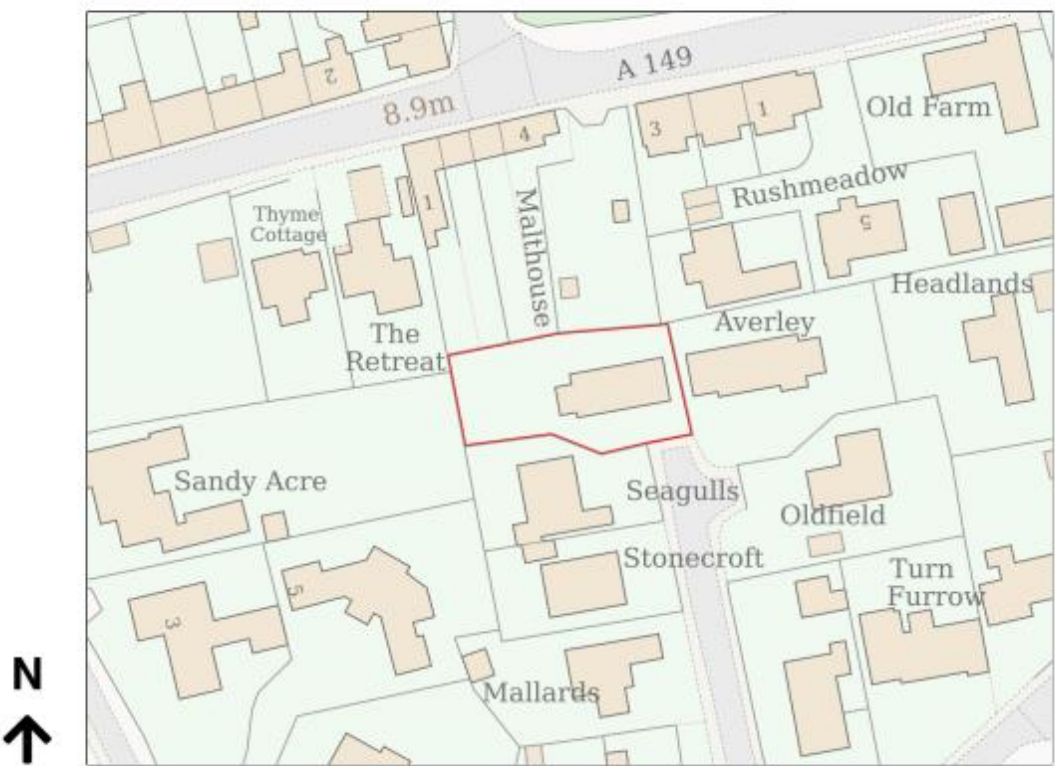 2
A 149
8.9m
4
3
1
Old Farm
1
Rushmeadow
Thyme
Cottage
Malthouse
5
Headlands
The
Retreat
Averley
Sandy Acre
Seagulls
Oldfield
Stonecroft
Turn
Furrow
5
3
N
Mallards